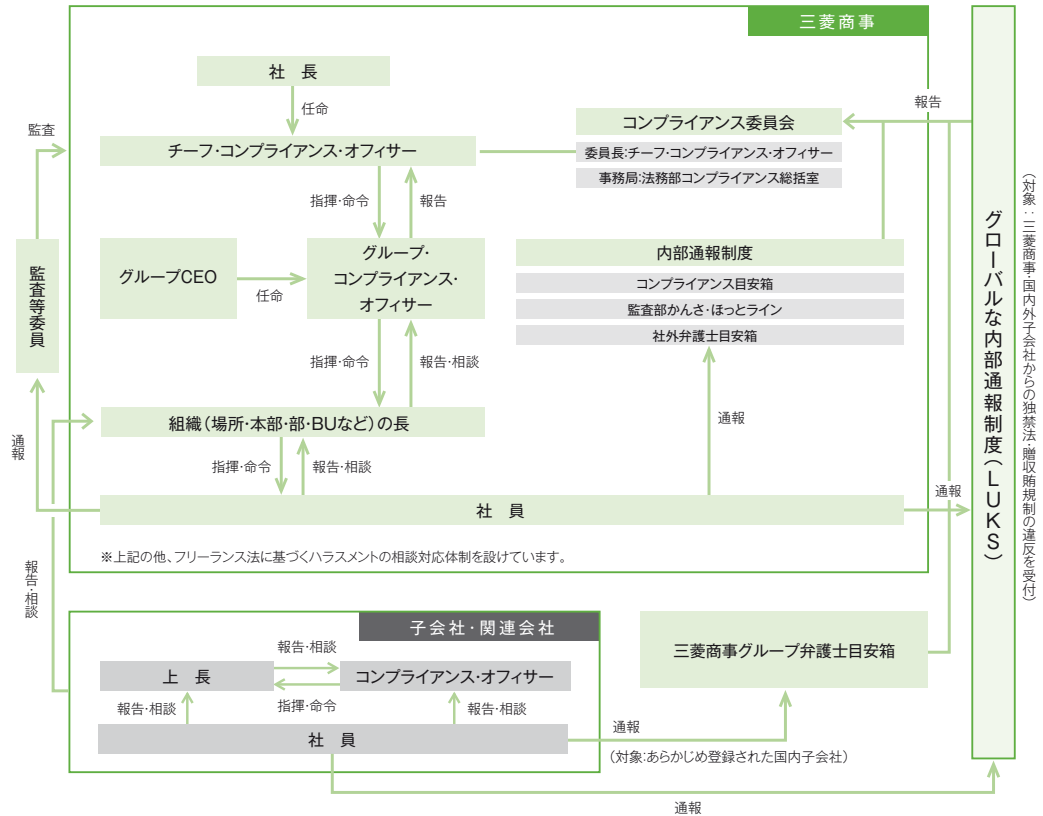 三菱商事
社　長
任命
監査
チーフ・コンプライアンス・オフィサー
コンプライアンス委員会
委員長:チーフ・コンプライアンス・オフィサー
事務局:法務部コンプライアンス総括室
報告
指揮・命令
報告
グループCEO
任命
グループ・
コンプライアンス・
オフィサー
内部通報制度
コンプライアンス目安箱
監査部かんさ・ほっとライン
社外弁護士目安箱
監査等委員
指揮・命令
報告・相談
組織（場所・本部・部・BUなど）の長
通報
通報
指揮・命令
報告・相談
社　員
通報
※上記の他、フリーランス法に基づくハラスメントの相談対応体制を設けています。
グローバルな内部通報制度（LUKS）
（対象：三菱商事・国内外子会社からの独禁法・贈収賄規制の違反を受付）
報告・相談
子会社・関連会社
報告・相談
上　長
コンプライアンス・オフィサー
指揮・命令
報告・相談
報告・相談
社　員
三菱商事グループ弁護士目安箱
通報
（対象:あらかじめ登録された国内子会社）
通報